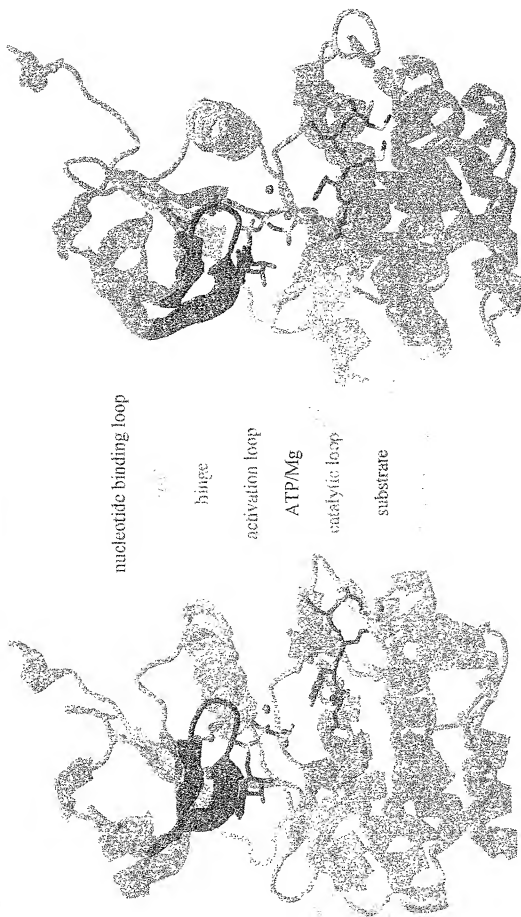 nucleotide binding loop
hinge
activation loop
ATP/Mg
catalytic loop
substrate